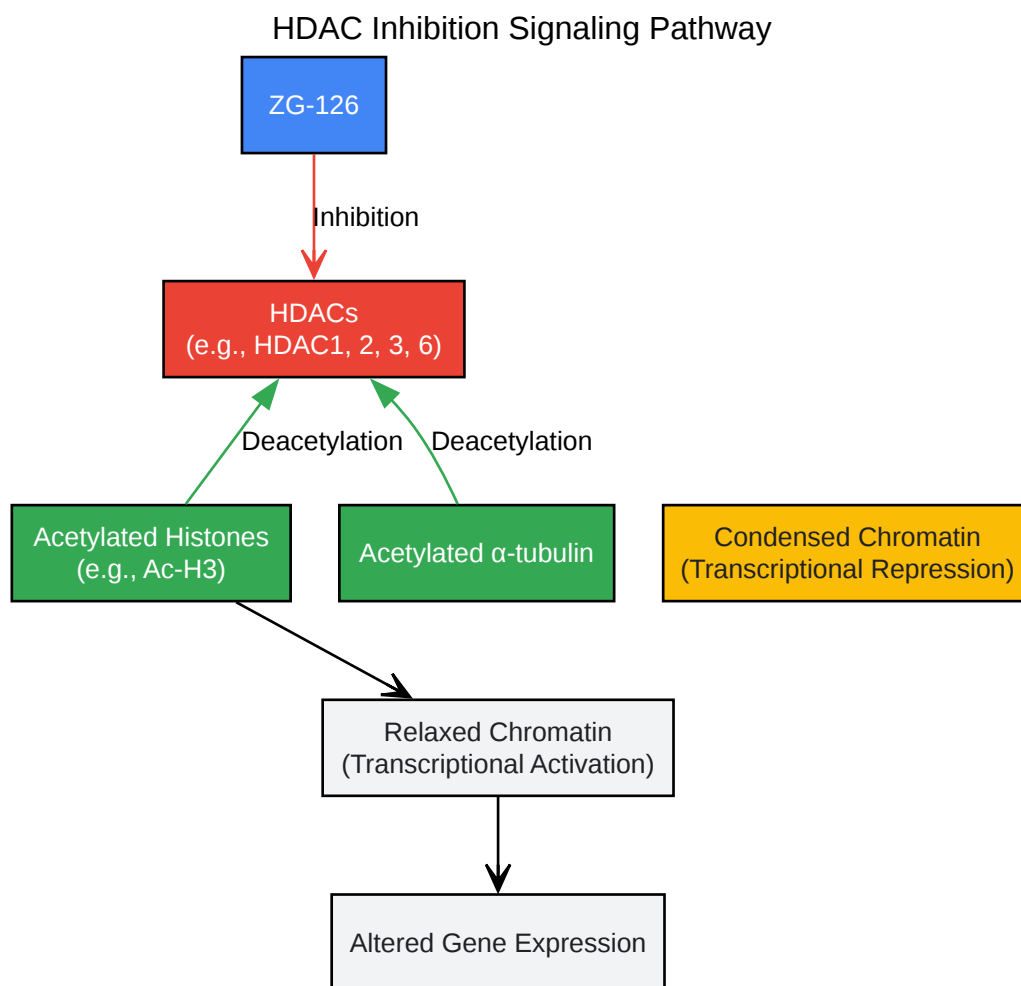 HDAC Inhibition Signaling Pathway
ZG-126
Inhibition
HDACs
(e.g., HDAC1, 2, 3, 6)
Deacetylation
Deacetylation
Acetylated Histones
(e.g., Ac-H3)
Acetylated α-tubulin
Condensed Chromatin
(Transcriptional Repression)
Relaxed Chromatin
(Transcriptional Activation)
Altered Gene Expression